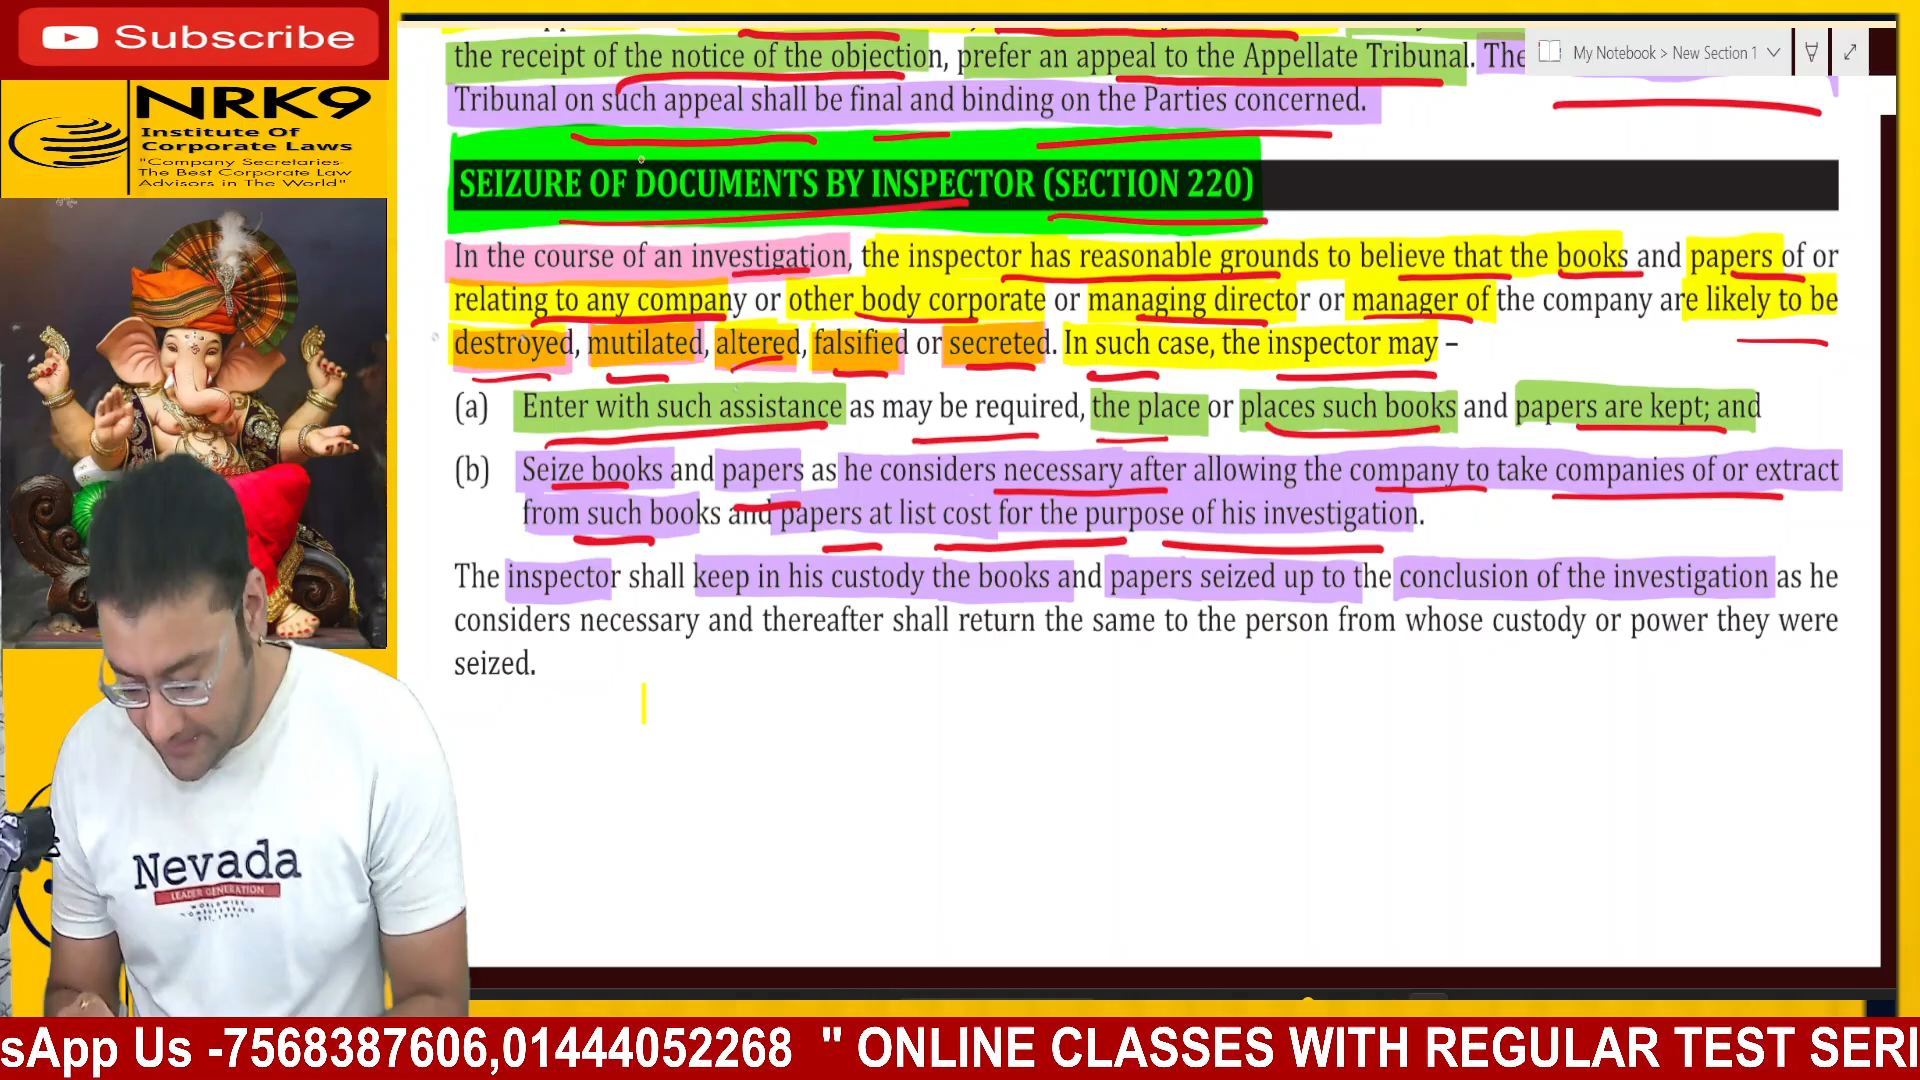 Subscribe
NRK9
Institute Of
Corporate Laws
"Company Secretaries-
The Best Corporate Law
Advisors in The World"
the receipt of the notice of the objection, prefer an appeal to the Appellate Tribunal. The
My Notebook > New Section 1
Tribunal on such appeal shall be final and binding on the Parties concerned.
SEIZURE OF DOCUMENTS BY INSPECTOR (SECTION 220)
In the course of an investigation, the inspector has reasonable grounds to believe that the books and papers of or
relating to any company or other body corporate or managing director or manager of the company are likely to be
destroyed, mutilated, altered, falsified or secreted. In such case, the inspector may –
(a) Enter with such assistance as may be required, the place or places such books and papers are kept; and
(b) Seize books and papers as he considers necessary after allowing the company to take companies of or extract
from such books and papers at list cost for the purpose of his investigation.
The inspector shall keep in his custody the books and papers seized up to the conclusion of the investigation as he
considers necessary and thereafter shall return the same to the person from whose custody or power they were
seized.
Nevada
LEADER GENERATION
WORLDWIDE
sApp Us -7568387606,01444052268 " ONLINE CLASSES WITH REGULAR TEST SERI